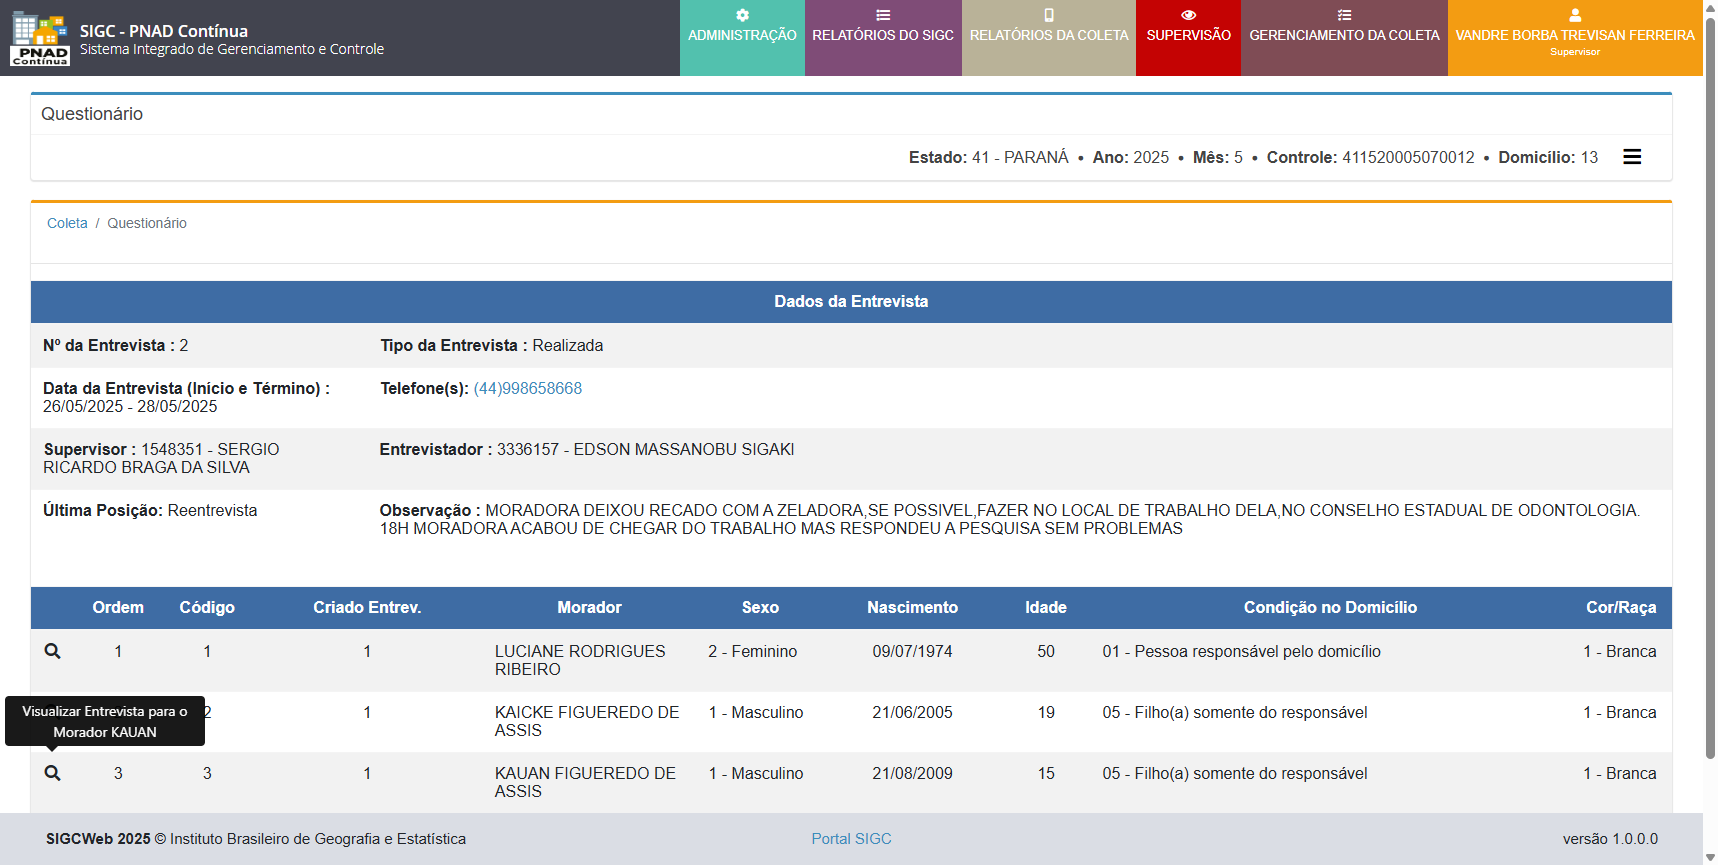 PNAD
Contínua
SIGC - PNAD Contínua
Sistema Integrado de Gerenciamento e Controle
ADMINISTRAÇÃO
RELATÓRIOS DO SIGC
RELATÓRIOS DA COLETA
SUPERVISÃO
GERENCIAMENTO DA COLETA
VANDRE BORBA TREVISAN FERREIRA
Supervisor
Questionário
Estado: 41 - PARANÁ • Ano: 2025 • Mês: 5 • Controle: 411520005070012 • Domicílio: 13
Coleta / Questionário
Dados da Entrevista
Nº da Entrevista : 2 Tipo da Entrevista : Realizada
Data da Entrevista (Início e Término) : Telefone(s): (44)998658668
26/05/2025 - 28/05/2025
Supervisor : 1548351 - SERGIO Entrevistador : 3336157 - EDSON MASSANOBU SIGAKI
RICARDO BRAGA DA SILVA
Última Posição: Reentrevista Observação : MORADORA DEIXOU RECADO COM A ZELADORA,SE POSSIVEL,FAZER NO LOCAL DE TRABALHO DELA,NO CONSELHO ESTADUAL DE ODONTOLOGIA.
18H MORADORA ACABOU DE CHEGAR DO TRABALHO MAS RESPONDEU A PESQUISA SEM PROBLEMAS
Ordem Código Criado Entrev. Morador Sexo Nascimento Idade Condição no Domicílio Cor/Raça
1 1 1 LUCIANE RODRIGUES 2 - Feminino 09/07/1974 50 01 - Pessoa responsável pelo domicílio 1 - Branca
RIBEIRO
2 1 KAICKE FIGUEREDO DE 1 - Masculino 21/06/2005 19 05 - Filho(a) somente do responsável 1 - Branca
ASSIS
Visualizar Entrevista para o
Morador KAUAN
3 3 1 KAUAN FIGUEREDO DE 1 - Masculino 21/08/2009 15 05 - Filho(a) somente do responsável 1 - Branca
ASSIS
SIGCWeb 2025 © Instituto Brasileiro de Geografia e Estatística Portal SIGC versão 1.0.0.0